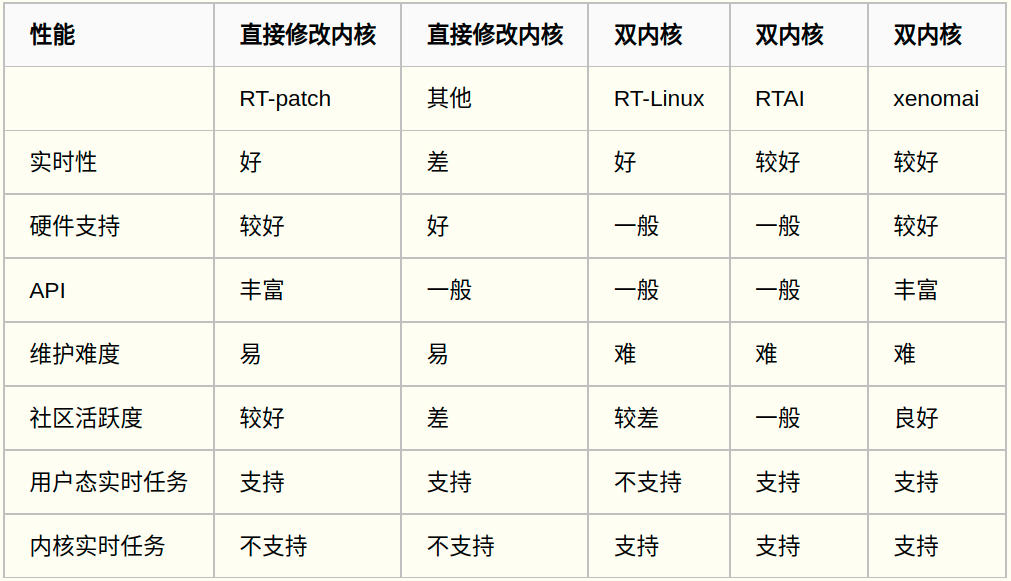 性能 直接修改内核 直接修改内核 双内核 双内核 双内核
RT-patch 其他 RT-Linux RTAI xenomai
实时性 好 差 好 较好 较好
硬件支持 较好 好 一般 一般 较好
API 丰富 一般 一般 一般 丰富
维护难度 易 易 难 难 难
社区活跃度 较好 差 较差 一般 良好
用户态实时任务 支持 支持 不支持 支持 支持
内核实时任务 不支持 不支持 支持 支持 支持